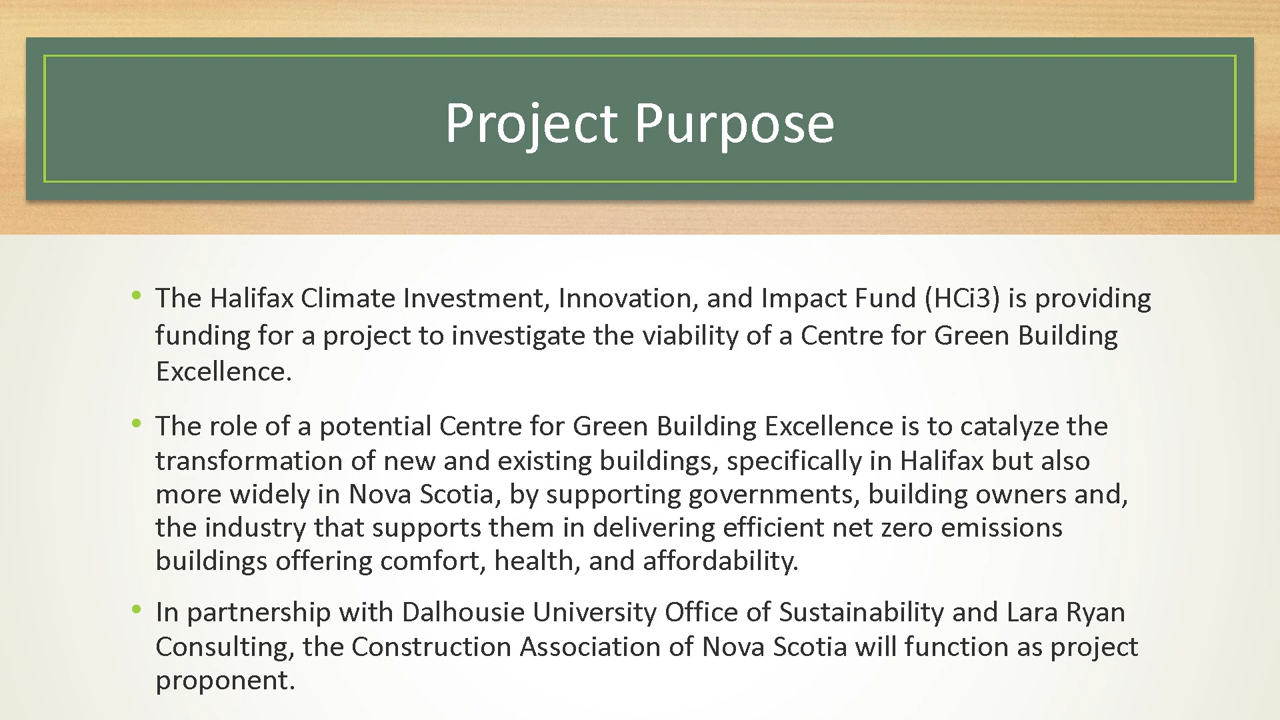 Project Purpose
• The Halifax Climate Investment, Innovation, and Impact Fund (HCi3) is providing
funding for a project to investigate the viability of a Centre for Green Building
Excellence.
• The role of a potential Centre for Green Building Excellence is to catalyze the
transformation of new and existing buildings, specifically in Halifax but also
more widely in Nova Scotia, by supporting governments, building owners and,
the industry that supports them in delivering efficient net zero emissions
buildings offering comfort, health, and affordability.
• In partnership with Dalhousie University Office of Sustainability and Lara Ryan
Consulting, the Construction Association of Nova Scotia will function as project
proponent.